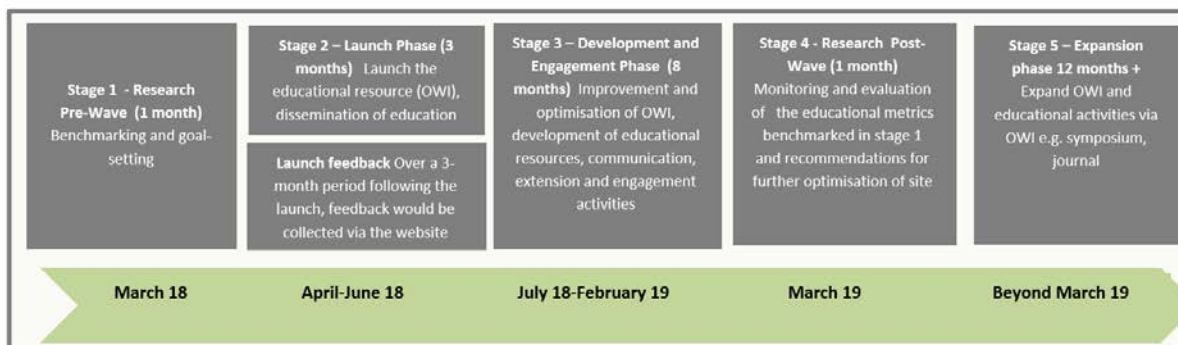 Stage 1 - Research
Pre-Wave (1 month)
Benchmarking and goal-
setting
Stage 2 – Launch Phase (3
months) Launch the
educational resource (OWI),
dissemination of education
Launch feedback Over a 3-
month period following the
launch, feedback would be
collected via the website
Stage 3 – Development and
Engagement Phase (8
months) Improvement and
optimisation of OWI,
development of educational
resources, communication,
extension and engagement
activities
Stage 4 - Research Post-
Wave (1 month)
Monitoring and evaluation
of the educational metrics
benchmarked in stage 1
and recommendations for
further optimisation of site
Stage 5 – Expansion
phase 12 months +
Expand OWI and
educational activities via
OWI e.g. symposium,
journal
March 18
April-June 18
July 18-February 19
March 19
Beyond March 19